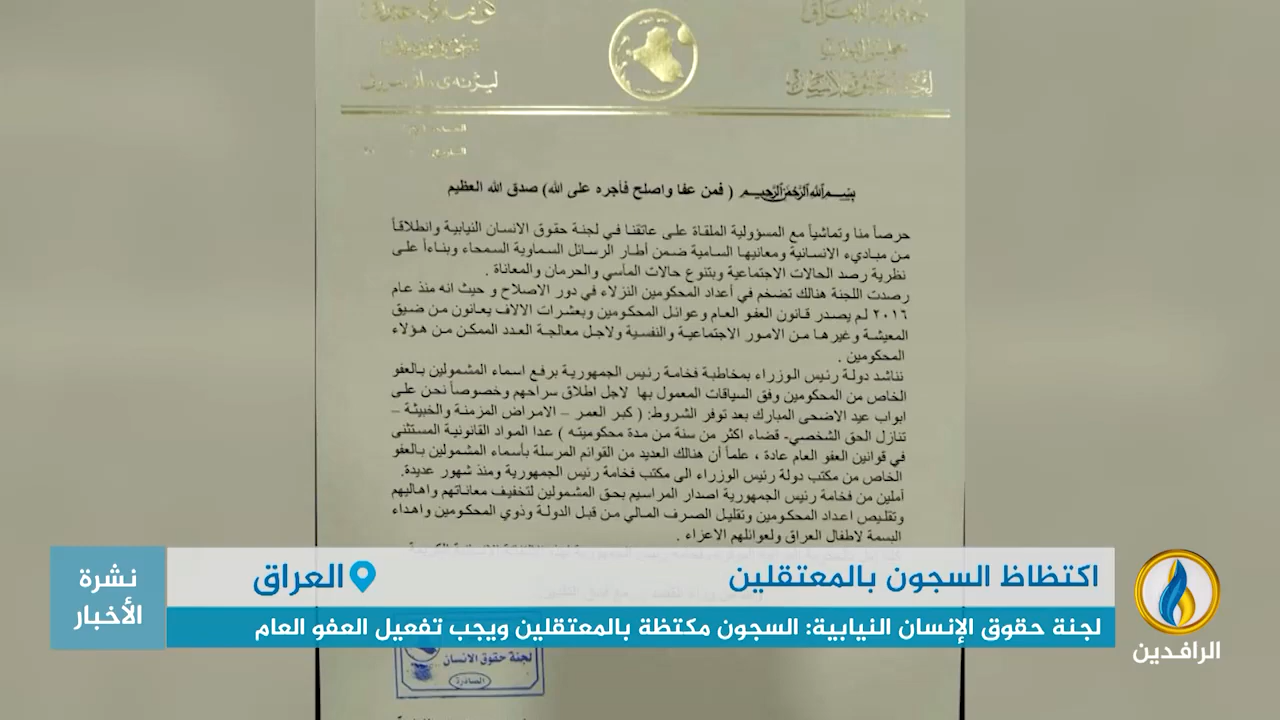 جمهورية العراق
مجلس النواب
لجنة حقوق الانسان
بسم الله الرحمن الرحيم ( فمن عفا واصلح فأجره على الله) صدق الله العظيم
حرصاً منا وتماشياً مع المسؤولية الملقاة على عاتقنا في لجنة حقوق الانسان النيابية وانطلاقاً
من مباديء الانسانية ومعانيها السامية ضمن أطار الرسائل السماوية السمحاء وبناءاً على
نظرية رصد الحالات الاجتماعية وبتنوع حالات المأسي والحرمان والمعاناة .
رصدت اللجنة هنالك تضخم في أعداد المحكومين النزلاء في دور الاصلاح و حيث انه منذ عام
٢٠١٦ لم يصدر قانون العفو العام وعوائل المحكومين وبعشرات الالاف يعانون من ضيق
المعيشة وغيرها من الامور الاجتماعية والنفسية ولاجل معالجة العدد الممكن من هؤلاء
المحكومين .
نناشد دولة رئيس الوزراء بمخاطبة فخامة رئيس الجمهورية برفع اسماء المشمولين بالعفو
الخاص من المحكومين وفق السياقات المعمول بها لاجل اطلاق سراحهم وخصوصاً نحن على
ابواب عيد الاضحى المبارك بعد توفر الشروط: ( كبر العمر – الامراض المزمنة والخبيثة –
تنازل الحق الشخصي- قضاء اكثر من سنة من مدة محكوميته ) عدا المواد القانونية المستثنى
في قوانين العفو العام عادة ، علماً أن هنالك العديد من القوائم المرسلة بأسماء المشمولين بالعفو
الخاص من مكتب دولة رئيس الوزراء الى مكتب فخامة رئيس الجمهورية ومنذ شهور عديدة.
آملين من فخامة رئيس الجمهورية اصدار المراسيم بحق المشمولين لتخفيف معاناتهم واهاليهم
وتقليص اعداد المحكومين وتقليل الصرف المالي من قبل الدولة وذوي المحكومين واهداء
البسمة لاطفال العراق ولعوائلهم الاعزاء .
اكتظاظ السجون بالمعتقلين
العراق
لجنة حقوق الإنسان النيابية: السجون مكتظة بالمعتقلين ويجب تفعيل العفو العام
نشرة
الأخبار
الرافدين
لجنة حقوق الانسان
الصادرة